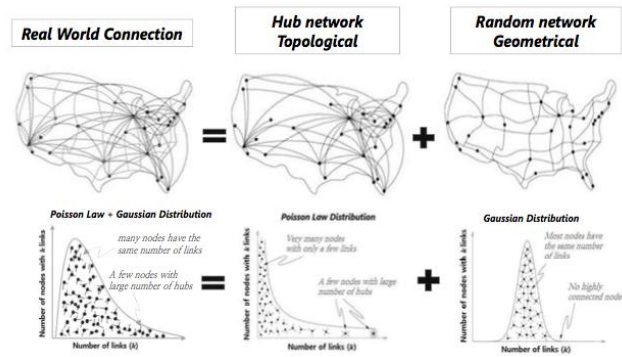 Real World Connection
Hub network
Topological
Random network
Geometrical
=
+
Poisson Law + Gaussian Distribution
Poisson Law Distribution
Gaussian Distribution
Number of nodes with k links
many nodes have the
same number of links
A few nodes with
large number of hubs
Number of links (k)
=
Number of nodes with k links
Very many nodes
with only a few links
A few nodes with large
number of hubs
Number of links (k)
+
Number of nodes with k links
Most nodes have
the same number
of links
No highly
connected node
Number of links (k)